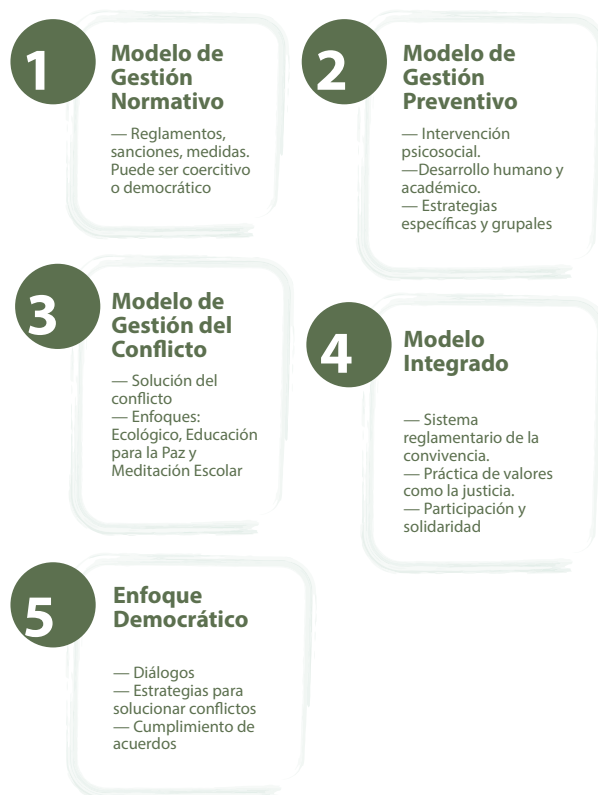 1
Modelo de
Gestión
Normativo
— Reglamentos,
sanciones, medidas.
Puede ser coercitivo
o democrático
2
Modelo de
Gestión
Preventivo
— Intervención
psicosocial.
—Desarrollo humano y
académico.
— Estrategias
específicas y grupales
3
Modelo de
Gestión del
Conflicto
— Solución del
conflicto
— Enfoques:
Ecológico, Educación
para la Paz y
Meditación Escolar
4
Modelo
Integrado
— Sistema
reglamentario de la
convivencia.
— Práctica de valores
como la justicia.
— Participación y
solidaridad
5
Enfoque
Democrático
— Diálogos
— Estrategias para
solucionar conflictos
— Cumplimiento de
acuerdos